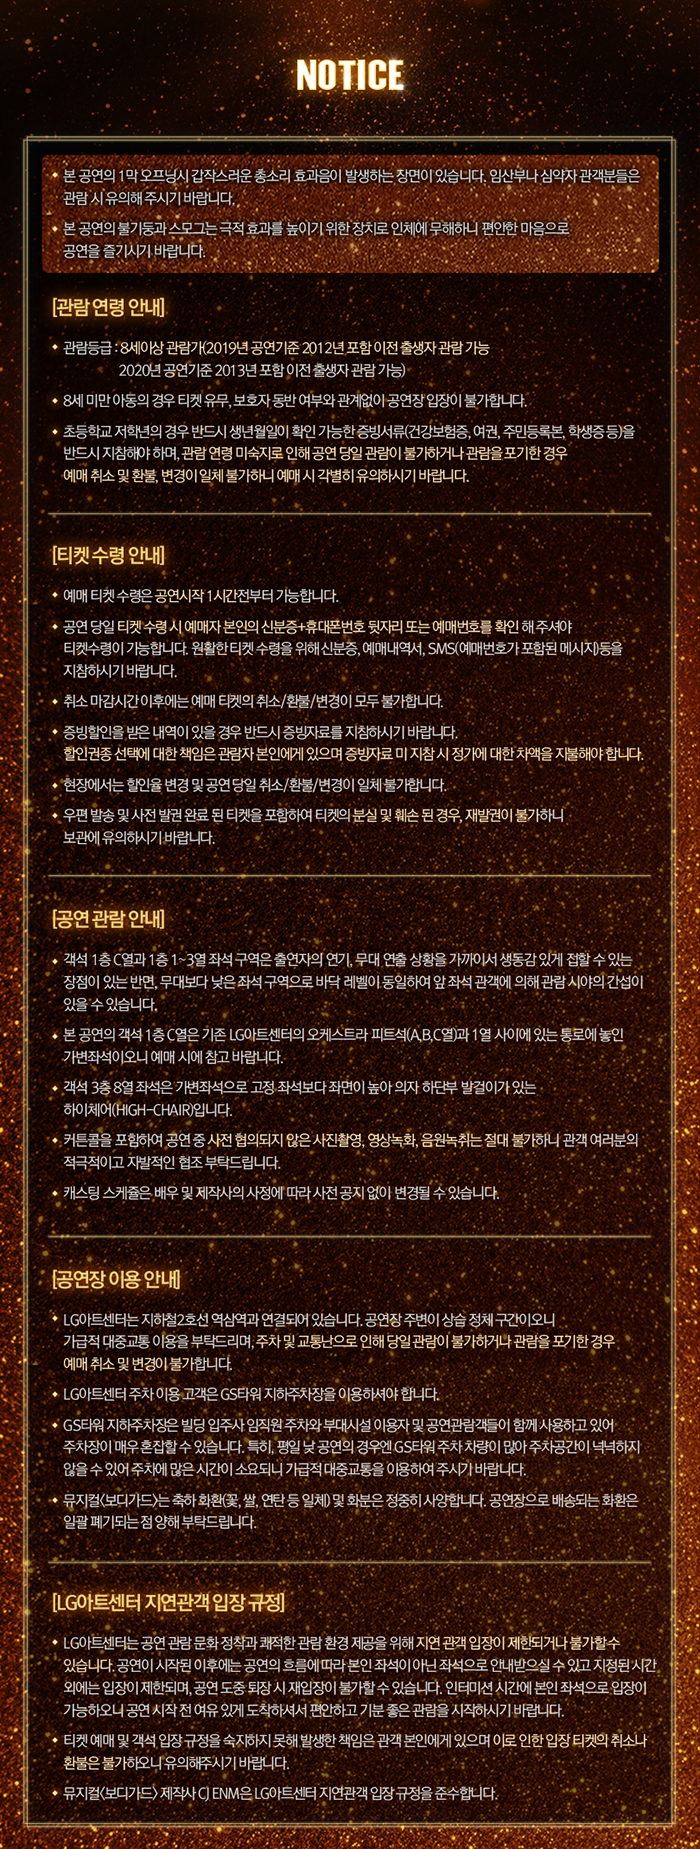 NOTICE
본 공연의 1막 오프닝시 갑작스러운 총소리 효과음이 발생하는 장면이 있습니다. 임산부나 심약자 관객분들은
관람 시 유의해 주시기 바랍니다.
본 공연의 불기둥과 스모그는 극적 효과를 높이기 위한 장치로 인체에 무해하니 편안한 마음으로
공연을 즐기시기 바랍니다.
[관람 연령 안내]
관람등급 : 8세이상 관람가(2019년 공연기준 2012년 포함 이전 출생자 관람 가능
2020년 공연기준 2013년 포함 이전 출생자 관람 가능)
8세 미만 아동의 경우 티켓 유무, 보호자 동반 여부와 관계없이 공연장 입장이 불가합니다.
초등학교 저학년의 경우 반드시 생년월일이 확인 가능한 증빙서류(건강보험증, 여권, 주민등록본, 학생증 등)을
반드시 지참해야 하며, 관람 연령 미숙지로 인해 공연 당일 관람이 불가하거나 관람을 포기한 경우
예매 취소 및 환불, 변경이 일체 불가하니 예매 시 각별히 유의하시기 바랍니다.
[티켓 수령 안내]
예매 티켓 수령은 공연시작 1시간전부터 가능합니다.
공연 당일 티켓 수령 시 예매자 본인의 신분증+휴대폰번호 뒷자리 또는 예매번호를 확인 해 주셔야
티켓수령이 가능합니다. 원활한 티켓 수령을 위해 신분증, 예매내역서, SMS(예매번호가 포함된 메시지)등을
지참하시기 바랍니다.
취소 마감시간 이후에는 예매 티켓의 취소/환불/변경이 모두 불가합니다.
증빙할인을 받은 내역이 있을 경우 반드시 증빙자료를 지참하시기 바랍니다.
할인권종 선택에 대한 책임은 관람자 본인에게 있으며 증빙자료 미 지참 시 정가에 대한 차액을 지불해야 합니다.
현장에서는 할인율 변경 및 공연 당일 취소/환불/변경이 일체 불가합니다.
우편 발송 및 사전 발권 완료 된 티켓을 포함하여 티켓의 분실 및 훼손 된 경우, 재발권이 불가하니
보관에 유의하시기 바랍니다.
[공연 관람 안내]
객석 1층 C열과 1층 1~3열 좌석 구역은 출연자의 연기, 무대 연출 상황을 가까이서 생동감 있게 접할 수 있는
장점이 있는 반면, 무대보다 낮은 좌석 구역으로 바닥 레벨이 동일하여 앞 좌석 관객에 의해 관람 시야의 간섭이
있을 수 있습니다.
본 공연의 객석 1층 C열은 기존 LG아트센터의 오케스트라 피트석(A,B,C열)과 1열 사이에 있는 통로에 놓인
가변좌석이오니 예매 시에 참고 바랍니다.
객석 3층 8열 좌석은 가변좌석으로 고정 좌석보다 좌면이 높아 의자 하단부 발걸이가 있는
하이체어(HIGH-CHAIR)입니다.
커튼콜을 포함하여 공연 중 사전 협의되지 않은 사진촬영, 영상녹화, 음원녹취는 절대 불가하니 관객 여러분의
적극적이고 자발적인 협조 부탁드립니다.
캐스팅 스케쥴은 배우 및 제작사의 사정에 따라 사전 공지 없이 변경될 수 있습니다.
[공연장 이용 안내]
LG아트센터는 지하철2호선 역삼역과 연결되어 있습니다. 공연장 주변이 상습 정체 구간이오니
가급적 대중교통 이용을 부탁드리며, 주차 및 교통난으로 인해 당일 관람이 불가하거나 관람을 포기한 경우
예매 취소 및 변경이 불가합니다.
LG아트센터 주차 이용 고객은 GS타워 지하주차장을 이용하셔야 합니다.
GS타워 지하주차장은 빌딩 입주사 임직원 주차와 부대시설 이용자 및 공연관람객들이 함께 사용하고 있어
주차장이 매우 혼잡할 수 있습니다. 특히, 평일 낮 공연의 경우엔 GS타워 주차 차량이 많아 주차공간이 넉넉하지
않을 수 있어 주차에 많은 시간이 소요되니 가급적 대중교통을 이용하여 주시기 바랍니다.
뮤지컬<보디가드>는 축하 화환(꽃, 쌀, 연탄 등 일체) 및 화분은 정중히 사양합니다. 공연장으로 배송되는 화환은
일괄 폐기되는 점 양해 부탁드립니다.
[LG아트센터 지연관객 입장 규정]
LG아트센터는 공연 관람 문화 정착과 쾌적한 관람 환경 제공을 위해 지연 관객 입장이 제한되거나 불가할 수
있습니다. 공연이 시작된 이후에는 공연의 흐름에 따라 본인 좌석이 아닌 좌석으로 안내받으실 수 있고 지정된 시간
외에는 입장이 제한되며, 공연 도중 퇴장 시 재입장이 불가할 수 있습니다. 인터미션 시간에 본인 좌석으로 입장이
가능하오니 공연 시작 전 여유 있게 도착하셔서 편안하고 기분 좋은 관람을 시작하시기 바랍니다.
티켓 예매 및 객석 입장 규정을 숙지하지 못해 발생한 책임은 관객 본인에게 있으며 이로 인한 입장 티켓의 취소나
환불은 불가하오니 유의해주시기 바랍니다.
뮤지컬<보디가드> 제작사 CJ ENM은 LG아트센터 지연관객 입장 규정을 준수합니다.